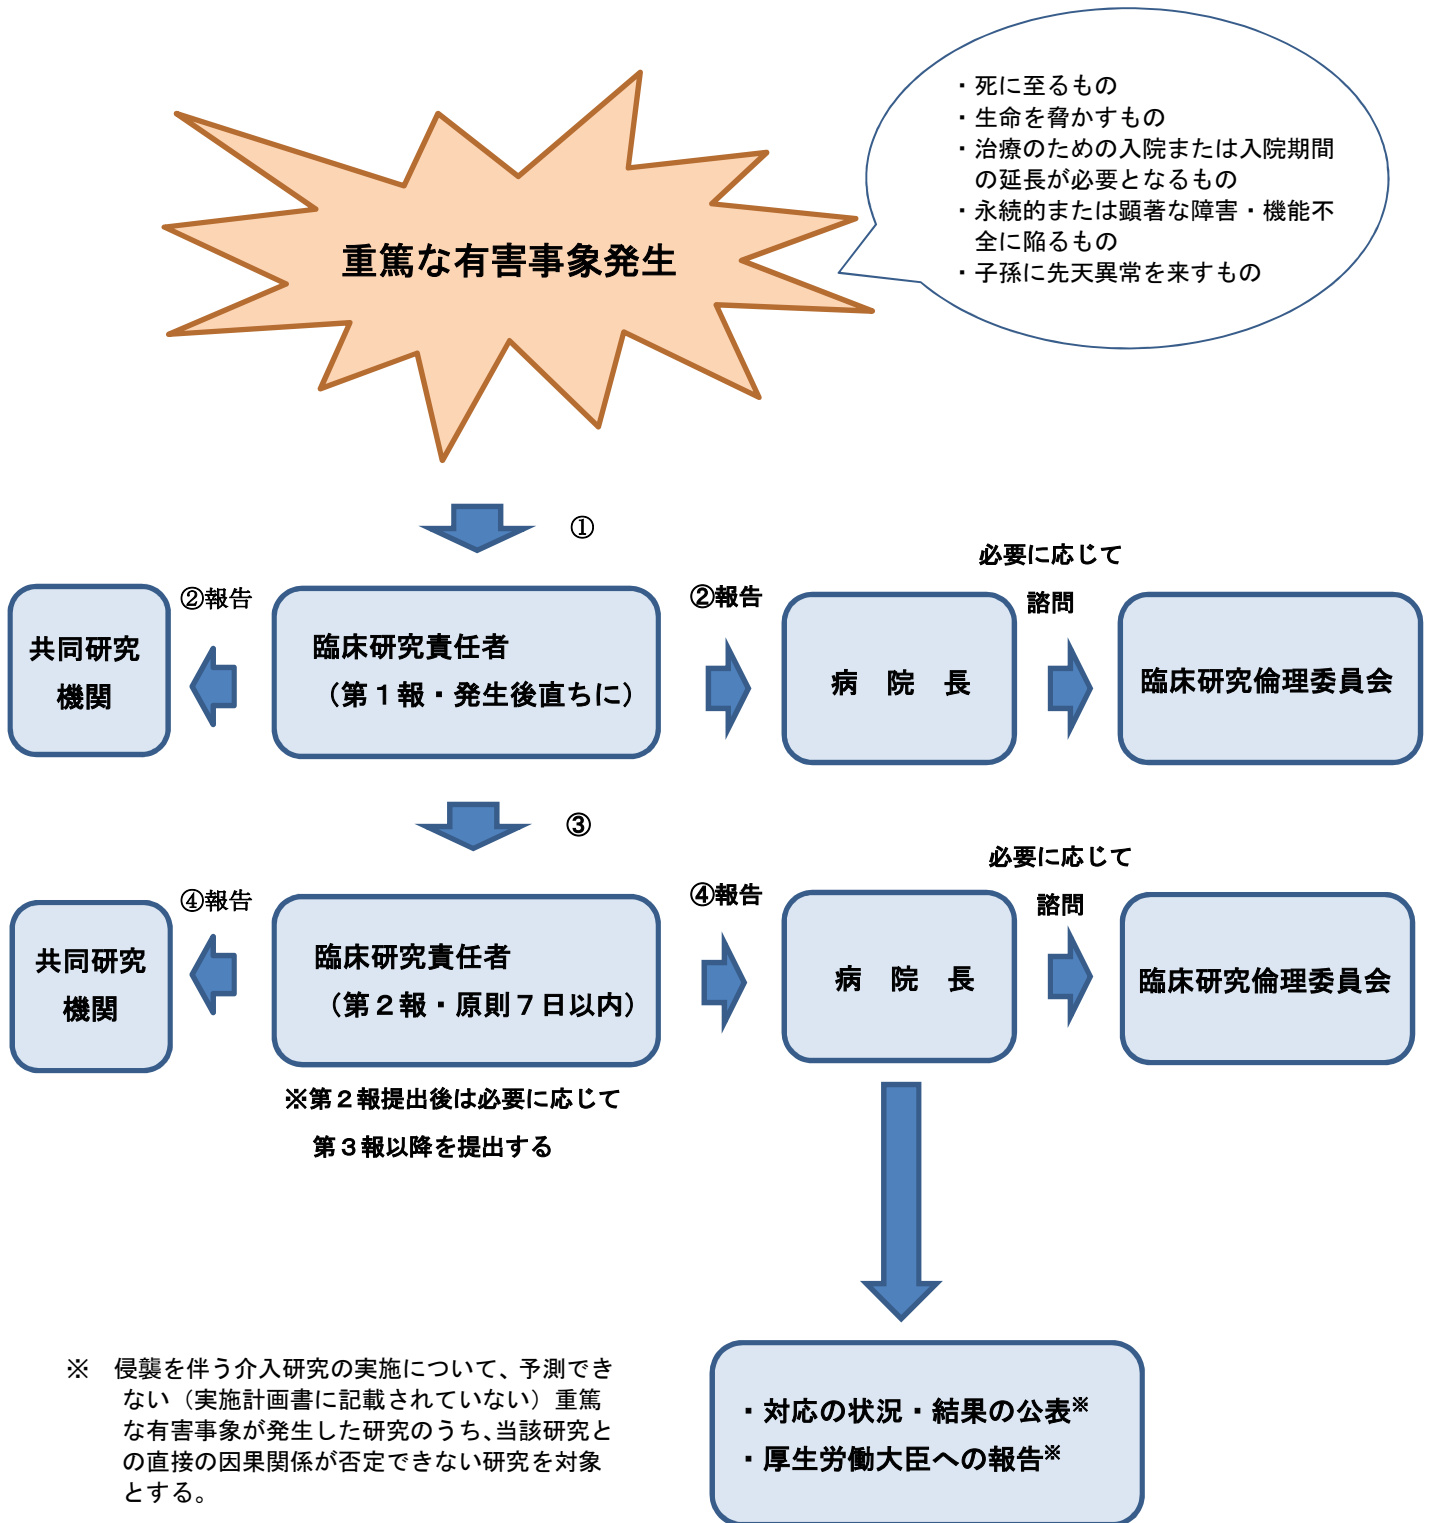 ・死に至るもの
・生命を脅かすもの
・治療のための入院または入院期間
の延長が必要となるもの
・永続的または顕著な障害・機能不
全に陥るもの
・子孫に先天異常を来すもの
重篤な有害事象発生
①
必要に応じて
諮問
②報告
②報告
共同研究
機関
臨床研究責任者
（第１報・発生後直ちに）
病 院 長
臨床研究倫理委員会
③
必要に応じて
諮問
④報告
④報告
共同研究
機関
臨床研究責任者
（第２報・原則７日以内）
病 院 長
臨床研究倫理委員会
※第２報提出後は必要に応じて
第３報以降を提出する
※ 侵襲を伴う介入研究の実施について、予測でき
ない（実施計画書に記載されていない）重篤
な有害事象が発生した研究のうち、当該研究と
の直接の因果関係が否定できない研究を対象
とする。
・対応の状況・結果の公表※
・厚生労働大臣への報告※